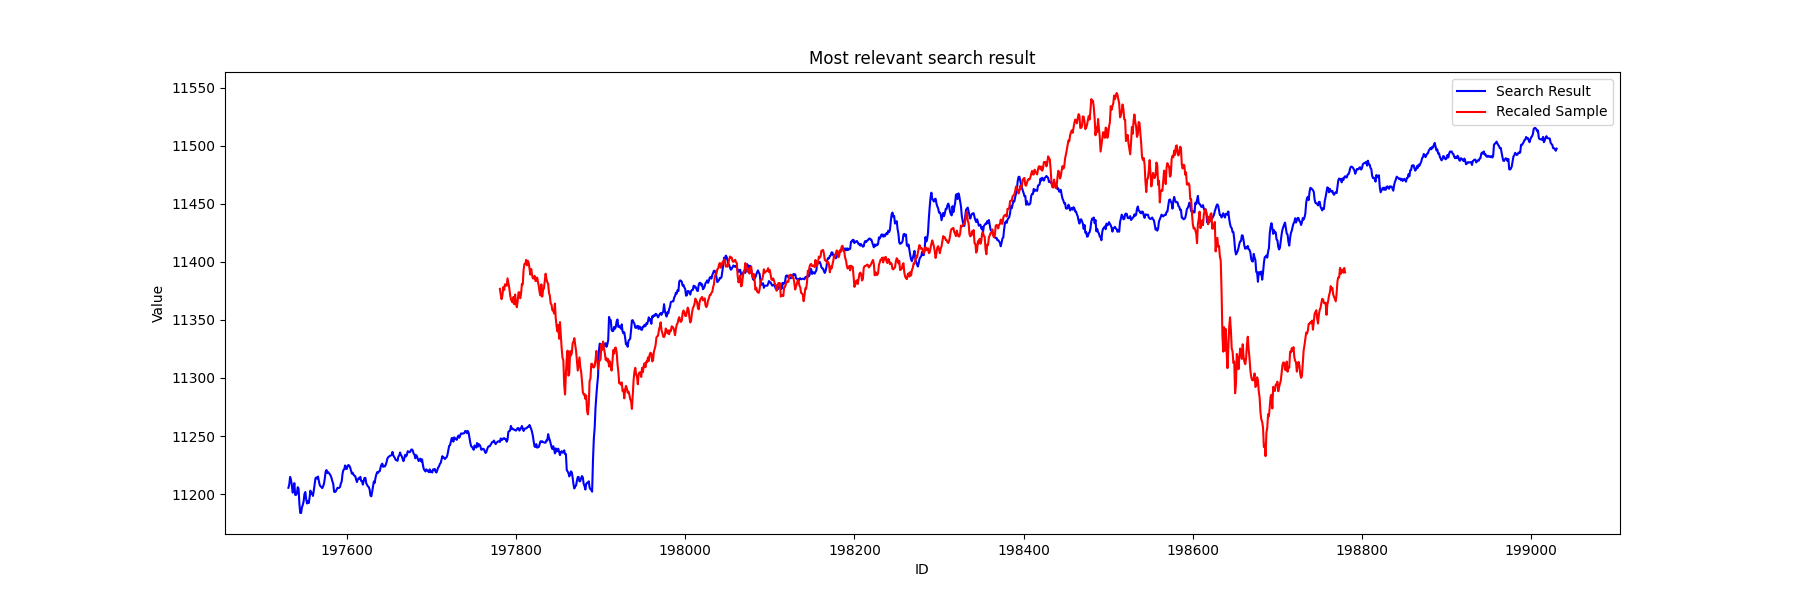 Most relevant search result
Search Result
Recaled Sample
Value
11550
11500
11450
11400
11350
11300
11250
11200
197600 197800 198000 198200 198400 198600 198800 199000
ID